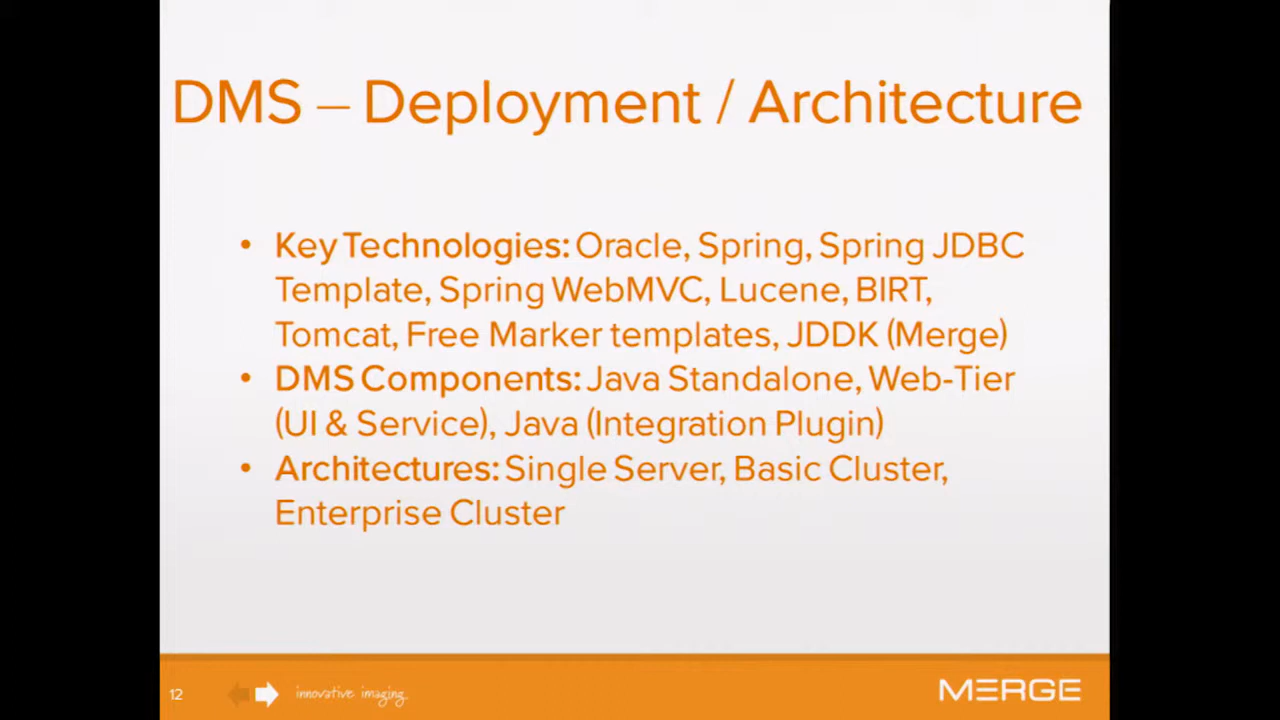 DMS – Deployment / Architecture
• Key Technologies: Oracle, Spring, Spring JDBC
Template, Spring WebMVC, Lucene, BIRT,
Tomcat, Free Marker templates, JDDK (Merge)
• DMS Components: Java Standalone, Web-Tier
(UI & Service), Java (Integration Plugin)
• Architectures: Single Server, Basic Cluster,
Enterprise Cluster
12
innovative imaging.
MERGE